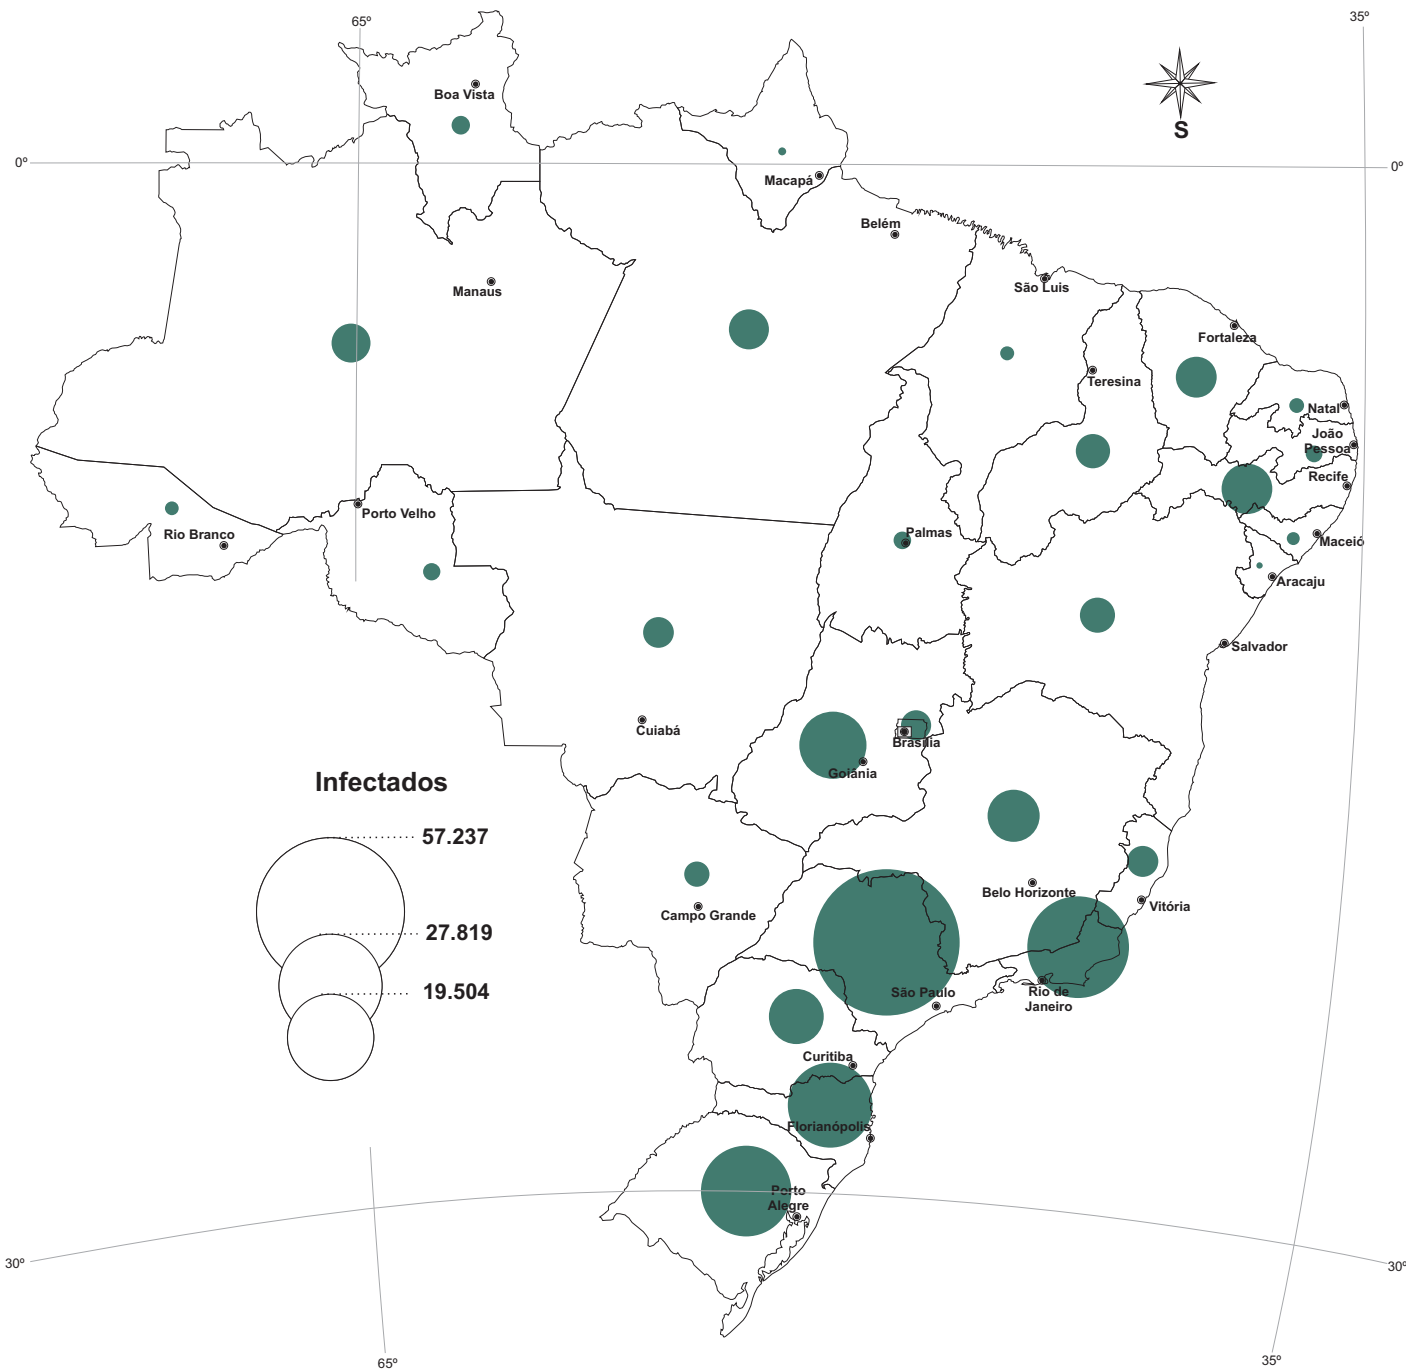 65º
35º
Boa Vista
S
0º
0º
Macapá
Belém
Manaus
São Luis
Fortaleza
Teresina
Natal
João
Pessoa
Recife
Porto Velho
Rio Branco
Palmas
Maceió
Aracaju
Salvador
Cuiabá
Brasília
Goiânia
Infectados
57.237
Belo Horizonte
Vitória
Campo Grande
27.819
19.504
São Paulo
Rio de
Janeiro
Curitiba
Florianópolis
Porto
Alegre
30º
30º
65º
35º